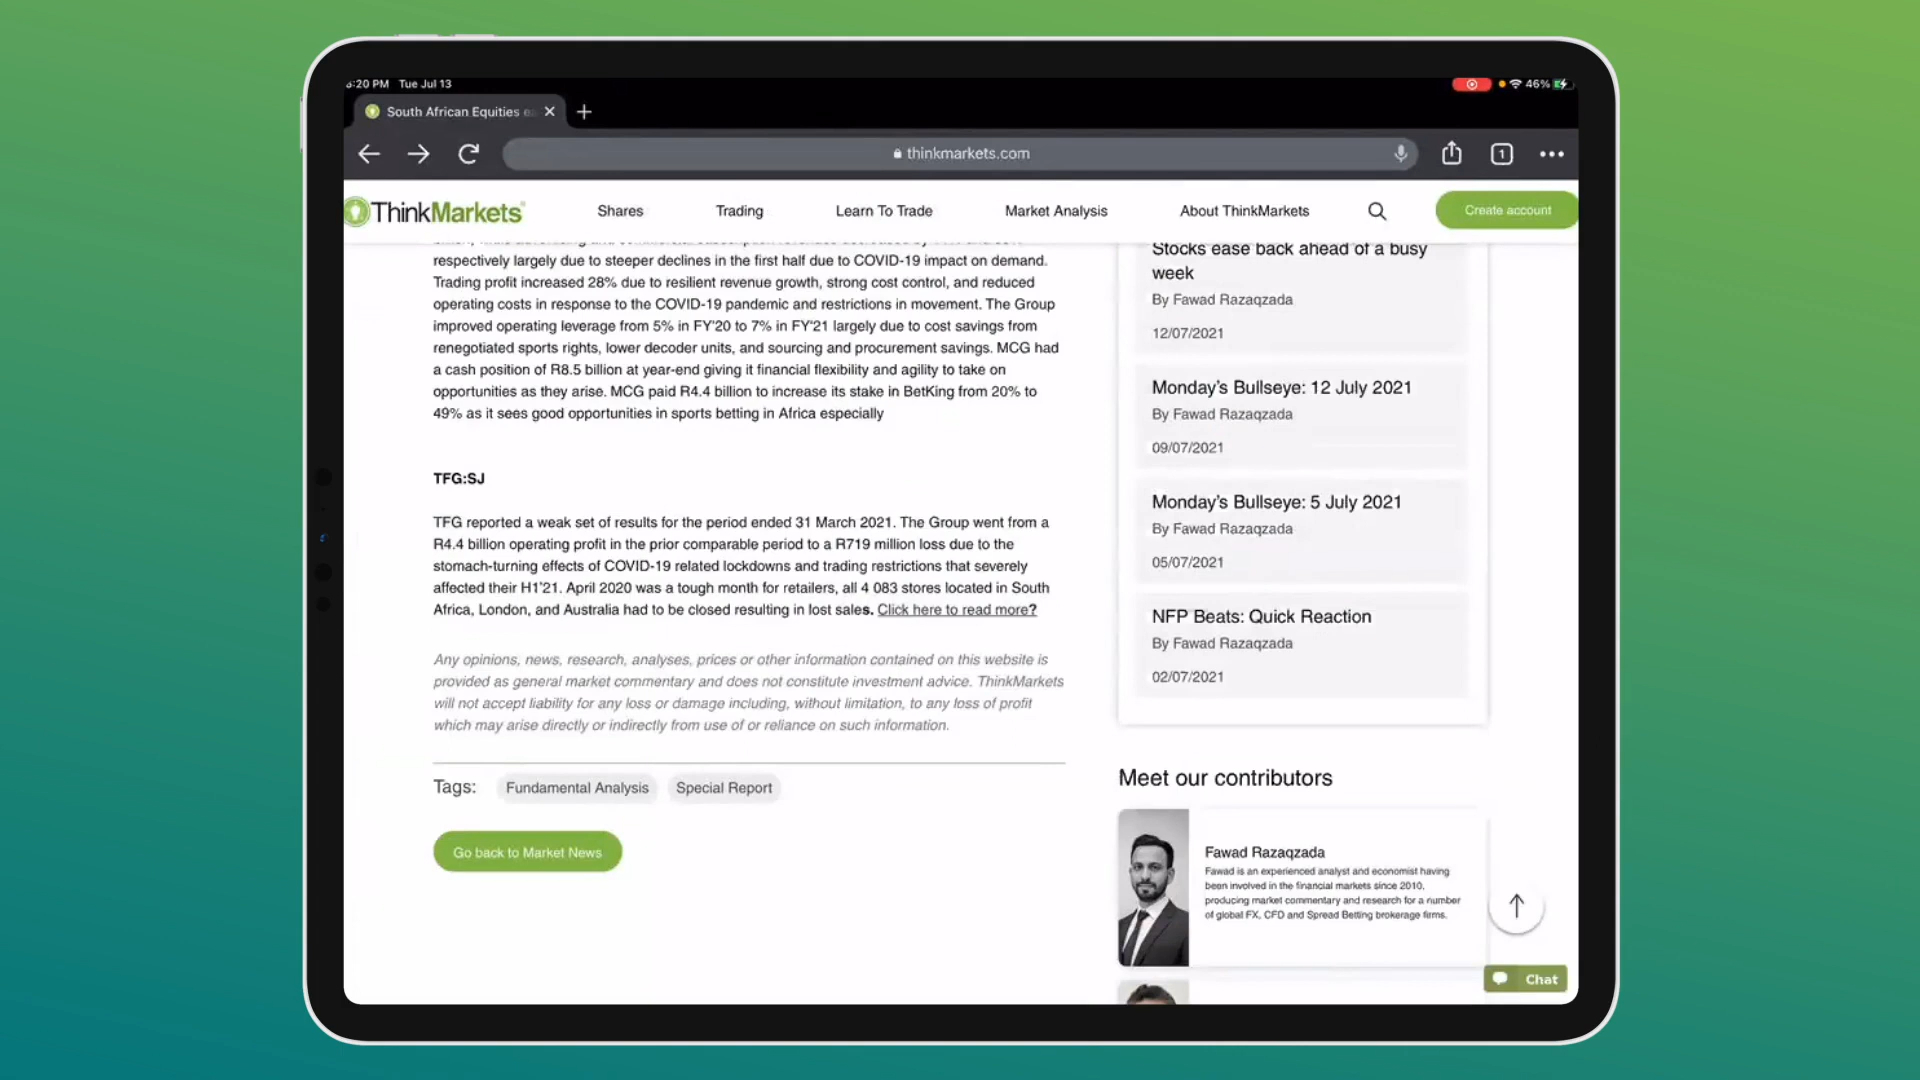 :20 PM Tue Jul 13
46%
South African Equities
thinkmarkets.com
1
ThinkMarkets
Shares
Trading
Learn To Trade
Market Analysis
About ThinkMarkets
Create account
respectively largely due to steeper declines in the first half due to COVID-19 impact on demand.
Trading profit increased 28% due to resilient revenue growth, strong cost control, and reduced
operating costs in response to the COVID-19 pandemic and restrictions in movement. The Group
improved operating leverage from 5% in FY'20 to 7% in FY'21 largely due to cost savings from
renegotiated sports rights, lower decoder units, and sourcing and procurement savings. MCG had
a cash position of R8.5 billion at year-end giving it financial flexibility and agility to take on
opportunities as they arise. MCG paid R4.4 billion to increase its stake in BetKing from 20% to
49% as it sees good opportunities in sports betting in Africa especially
TFG:SJ
TFG reported a weak set of results for the period ended 31 March 2021. The Group went from a
R4.4 billion operating profit in the prior comparable period to a R719 million loss due to the
stomach-turning effects of COVID-19 related lockdowns and trading restrictions that severely
affected their H1'21. April 2020 was a tough month for retailers, all 4 083 stores located in South
Africa, London, and Australia had to be closed resulting in lost sales. Click here to read more?
Any opinions, news, research, analyses, prices or other information contained on this website is
provided as general market commentary and does not constitute investment advice. ThinkMarkets
will not accept liability for any loss or damage including, without limitation, to any loss of profit
which may arise directly or indirectly from use of or reliance on such information.
Tags: Fundamental Analysis Special Report
Go back to Market News
Stocks ease back ahead of a busy
week
By Fawad Razaqzada
12/07/2021
Monday's Bullseye: 12 July 2021
By Fawad Razaqzada
09/07/2021
Monday's Bullseye: 5 July 2021
By Fawad Razaqzada
05/07/2021
NFP Beats: Quick Reaction
By Fawad Razaqzada
02/07/2021
Meet our contributors
Fawad Razaqzada
Fawad is an experienced analyst and economist having
been involved in the financial markets since 2010,
producing market commentary and research for a number
of global FX, CFD and Spread Betting brokerage firms.
Chat